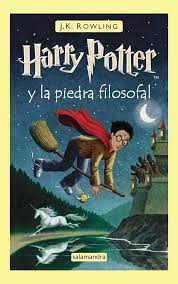 J.K. ROWLING
Harry Potter
y la piedra filosofal
salamandra